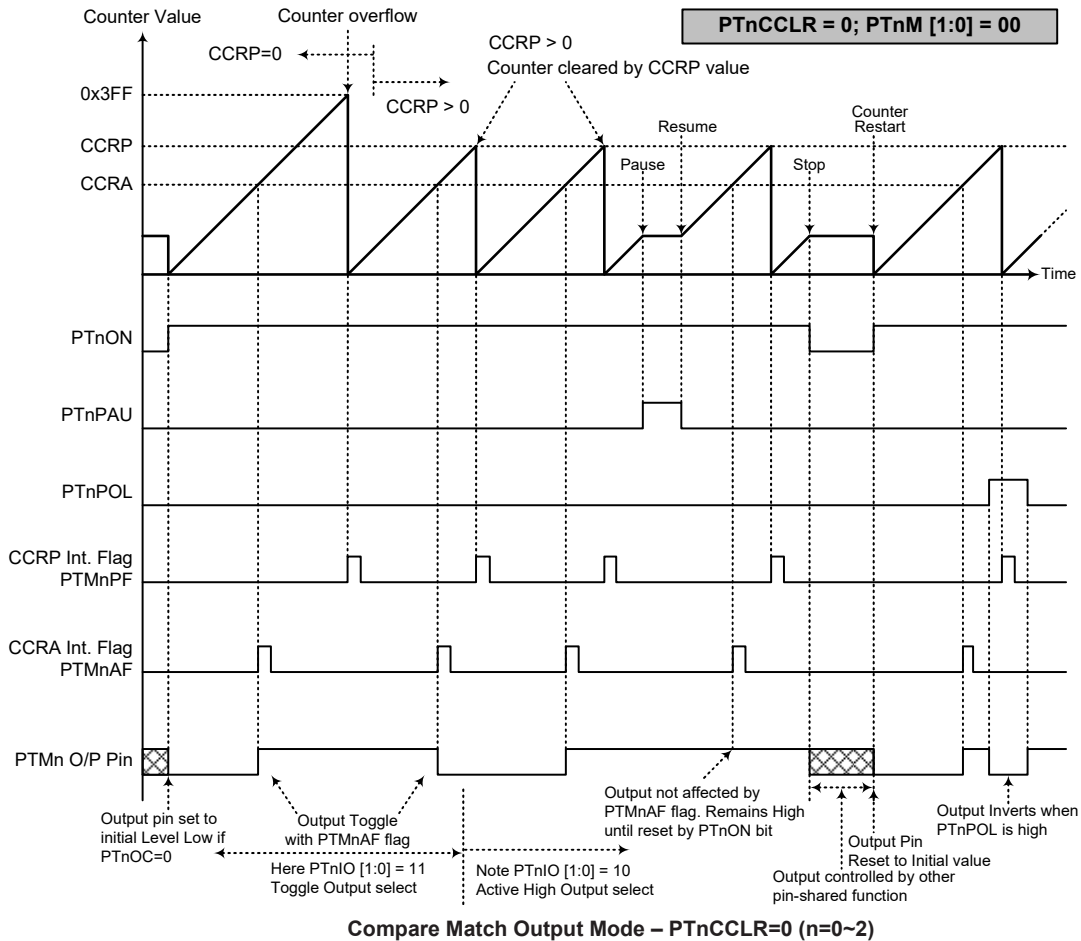 Counter Value
Counter overflow
PTnCCLR = 0; PTnM [1:0] = 00
CCRP=0
CCRP > 0
CCRP > 0
Counter cleared by CCRP value
0x3FF
CCRP
CCRA
Pause
Resume
Stop
Counter
Restart
Time
PTnON
PTnPAU
PTnPOL
CCRP Int. Flag
PTMnPF
CCRA Int. Flag
PTMnAF
PTMn O/P Pin
Output pin set to
initial Level Low if
PTnOC=0
Output Toggle
with PTMnAF flag
Here PTnIO [1:0] = 11
Toggle Output select
Note PTnIO [1:0] = 10
Active High Output select
Output not affected by
PTMnAF flag. Remains High
until reset by PTnON bit
Output Pin
Reset to Initial value
Output controlled by other
pin-shared function
Output Inverts when
PTnPOL is high
Compare Match Output Mode – PTnCCLR=0 (n=0~2)